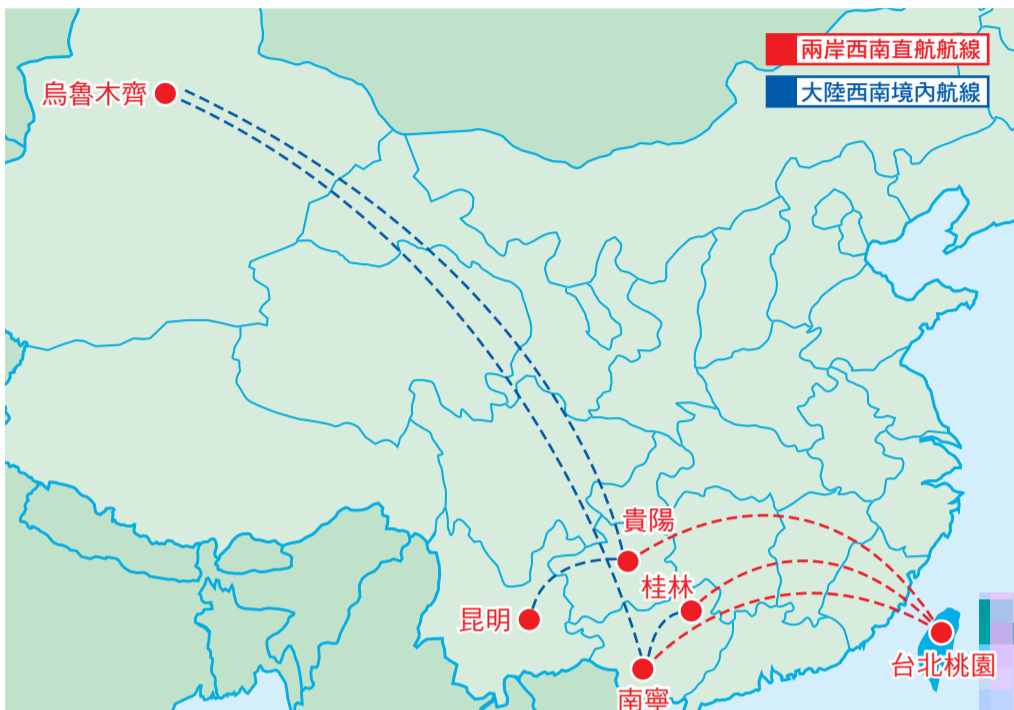 兩岸西南直航航線
大陸西南境內航線
烏魯木齊
貴陽
桂林
昆明
台北桃園
南寧